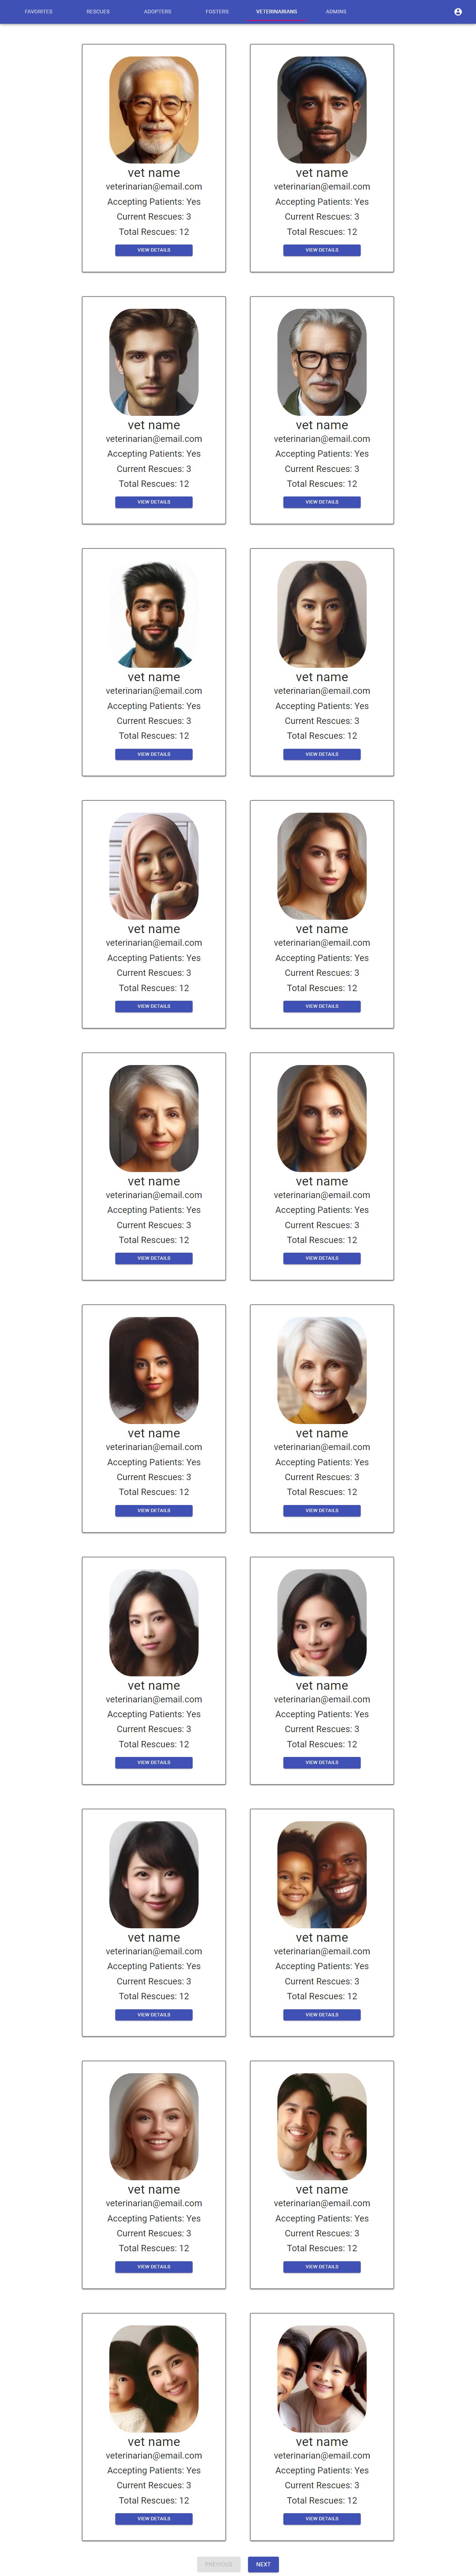 FAVORITES RESCUES ADOPTERS FOSTERS VETERINARIANS ADMINS
vet name
veterinarian@email.com
Accepting Patients: Yes
Current Rescues: 3
Total Rescues: 12
VIEW DETAILS
vet name
veterinarian@email.com
Accepting Patients: Yes
Current Rescues: 3
Total Rescues: 12
VIEW DETAILS
vet name
veterinarian@email.com
Accepting Patients: Yes
Current Rescues: 3
Total Rescues: 12
VIEW DETAILS
vet name
veterinarian@email.com
Accepting Patients: Yes
Current Rescues: 3
Total Rescues: 12
VIEW DETAILS
vet name
veterinarian@email.com
Accepting Patients: Yes
Current Rescues: 3
Total Rescues: 12
VIEW DETAILS
vet name
veterinarian@email.com
Accepting Patients: Yes
Current Rescues: 3
Total Rescues: 12
VIEW DETAILS
vet name
veterinarian@email.com
Accepting Patients: Yes
Current Rescues: 3
Total Rescues: 12
VIEW DETAILS
vet name
veterinarian@email.com
Accepting Patients: Yes
Current Rescues: 3
Total Rescues: 12
VIEW DETAILS
vet name
veterinarian@email.com
Accepting Patients: Yes
Current Rescues: 3
Total Rescues: 12
VIEW DETAILS
vet name
veterinarian@email.com
Accepting Patients: Yes
Current Rescues: 3
Total Rescues: 12
VIEW DETAILS
vet name
veterinarian@email.com
Accepting Patients: Yes
Current Rescues: 3
Total Rescues: 12
VIEW DETAILS
vet name
veterinarian@email.com
Accepting Patients: Yes
Current Rescues: 3
Total Rescues: 12
VIEW DETAILS
vet name
veterinarian@email.com
Accepting Patients: Yes
Current Rescues: 3
Total Rescues: 12
VIEW DETAILS
vet name
veterinarian@email.com
Accepting Patients: Yes
Current Rescues: 3
Total Rescues: 12
VIEW DETAILS
vet name
veterinarian@email.com
Accepting Patients: Yes
Current Rescues: 3
Total Rescues: 12
VIEW DETAILS
vet name
veterinarian@email.com
Accepting Patients: Yes
Current Rescues: 3
Total Rescues: 12
VIEW DETAILS
vet name
veterinarian@email.com
Accepting Patients: Yes
Current Rescues: 3
Total Rescues: 12
VIEW DETAILS
vet name
veterinarian@email.com
Accepting Patients: Yes
Current Rescues: 3
Total Rescues: 12
VIEW DETAILS
vet name
veterinarian@email.com
Accepting Patients: Yes
Current Rescues: 3
Total Rescues: 12
VIEW DETAILS
vet name
veterinarian@email.com
Accepting Patients: Yes
Current Rescues: 3
Total Rescues: 12
VIEW DETAILS
PREVIOUS NEXT